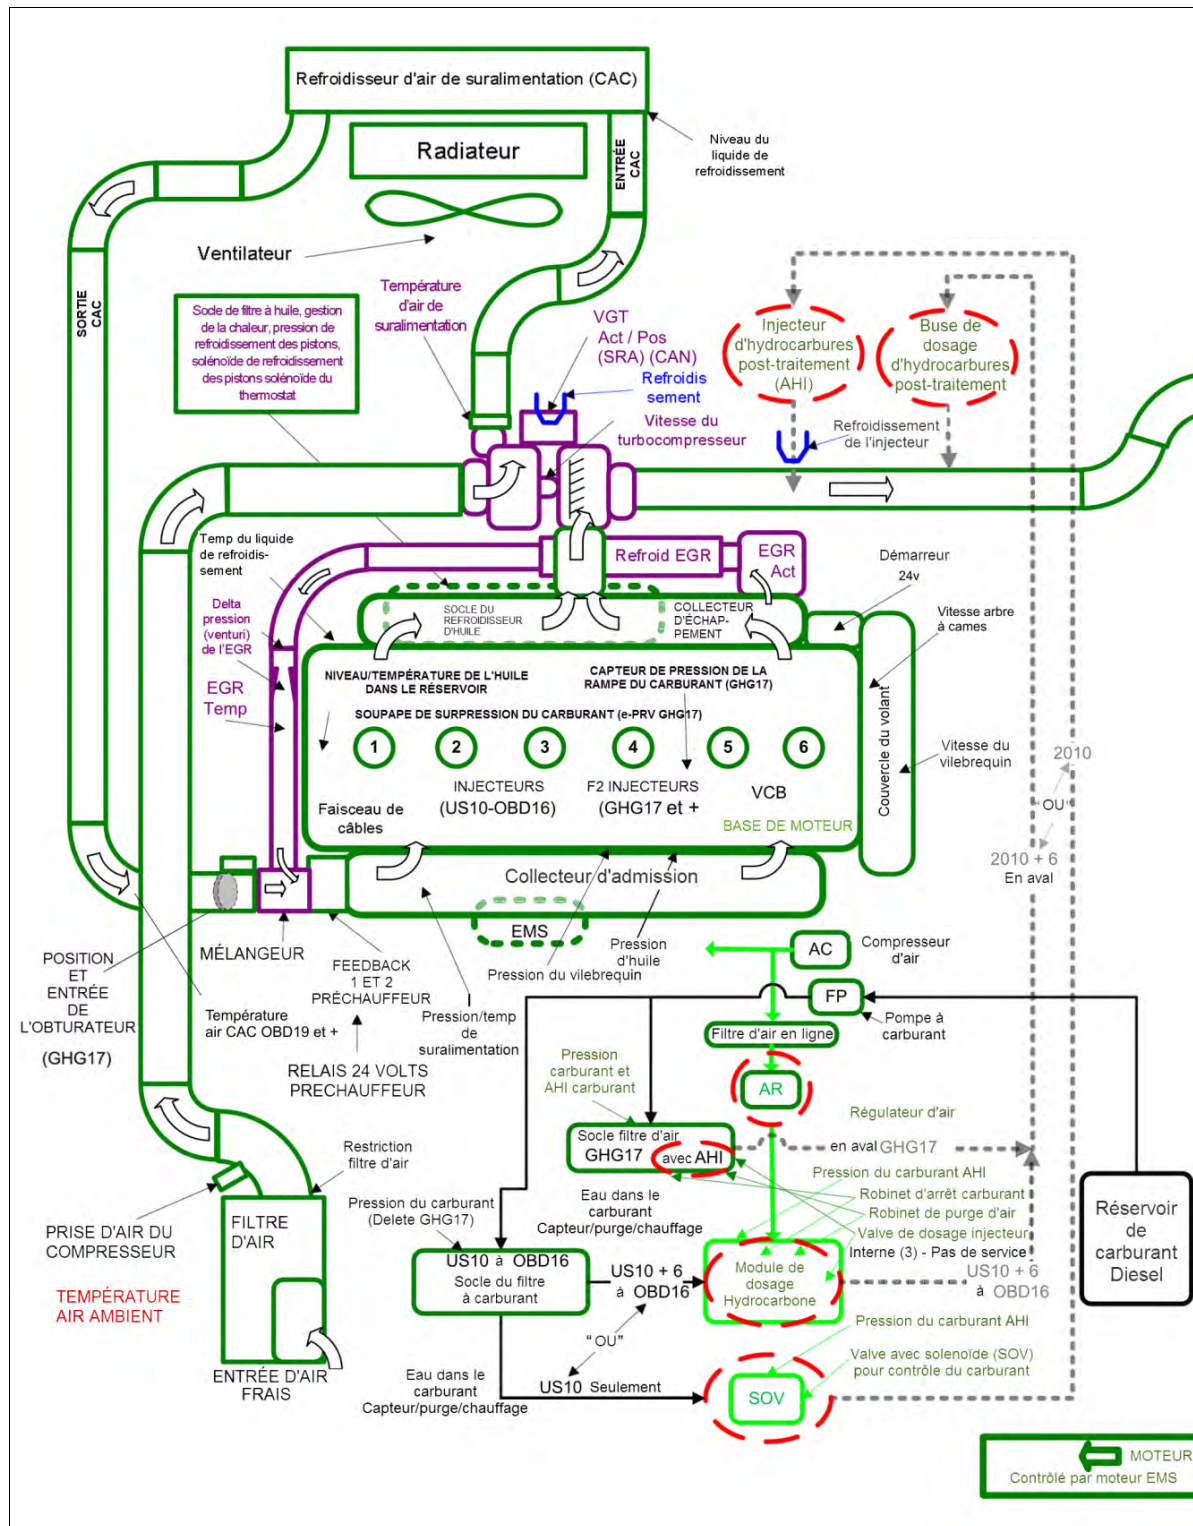 Refroidisseur d'air de suralimentation (CAC)
Radiateur
Niveau du
liquide de
refroidissement
ENTRÉE
CAC
Ventilateur
SORTIE
CAC
Socle de filtre à huile, gestion
de la chaleur, pression de
refroidissement des pistons,
solénoïde de refroidissement
des pistons solénoïde du
thermostat
Température
d'air de
suralimentation
VGT
Act / Pos
(SRA) (CAN)
Refroidis
sement
Vitesse du
turbocompresseur
Injecteur
d'hydrocarbures
post-traitement
(AHI)
Buse de
dosage
d'hydrocarbures
post-traitement
Refroidissement
de l'injecteur
Temp du liquide
de refroidis-
sement
Refroid EGR
EGR
Act
Démarreur
24v
Vitesse arbre
à cames
Delta
pression
(venturi)
de l'EGR
SOCLE DU
REFROIDISSEUR
D'HUILE
COLLECTEUR
D'ÉCHAP-
PEMENT
EGR
Temp
NIVEAU/TEMPÉRATURE DE L'HUILE
DANS LE RÉSERVOIR
CAPTEUR DE PRESSION DE LA
RAMPE DU CARBURANT (GHG17)
SOUPAPE DE SURPRESSION DU CARBURANT (e-PRV GHG17)
1 2 3 4 5 6
INJECTEURS
(US10-OBD16)
F2 INJECTEURS
(GHG17 et +
VCB
Faisceau de
câbles
BASE DE MOTEUR
Couvercle du volant
Vitesse du
vilebrequin
2010
"OU"
2010 + 6
En aval
Collecteur d'admission
EMS
MÉLANGEUR
POSITION
ET
ENTRÉE
DE
L'OBTURATEUR
(GHG17)
FEEDBACK
1 ET 2
PRÉCHAUFFEUR
Température
air CAC OBD19 et +
RELAIS 24 VOLTS
PRECHAUFFEUR
Pression/temp
de
suralimentation
Pression du vilebrequin
Pression
d'huile
AC
Compresseur
d'air
FP
Pompe à
carburant
Filtre d'air en ligne
Pression
carburant et
AHI carburant
AR
Régulateur d'air
Socle filtre d'air
GHG17
avec AHI
en aval GHG17
Pression du carburant AHI
Robinet d'arrêt carburant
Robinet de purge d'air
Valve de dosage injecteur
Interne (3) - Pas de service
Restriction
filtre d'air
PRISE D'AIR DU
COMPRESSEUR
TEMPÉRATURE
AIR AMBIENT
FILTRE
D'AIR
ENTRÉE D'AIR
FRAIS
Pression du carburant
(Delete GHG17)
Eau dans le
carburant
Capteur/purge/chauffage
US10 à OBD16
Socle du filtre
à carburant
US10 + 6
à OBD16
Module de
dosage
Hydrocarbone
US10 + 6
à OBD16
Réservoir
de
carburant
Diesel
"OU"
US10 Seulement
Eau dans le
carburant
Capteur/purge/chauffage
Pression du carburant AHI
Valve avec solenoïde (SOV)
pour contrôle du carburant
SOV
MOTEUR
Contrôlé par moteur EMS